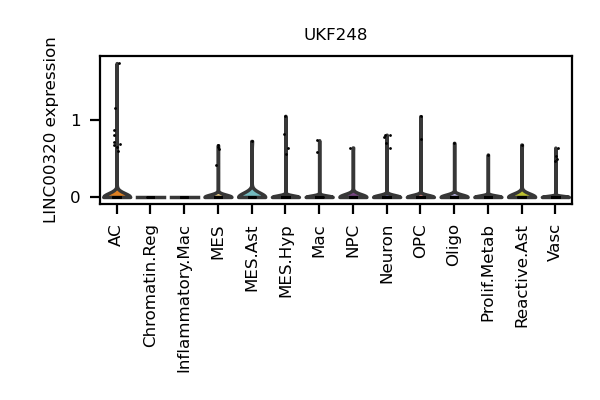 UKF248
LINC00320 expression
1
0
AC
Chromatin.Reg
Inflammatory.Mac
MES
MES.Ast
MES.Hyp
Mac
NPC
Neuron
OPC
Oligo
Prolif.Metab
Reactive.Ast
Vasc